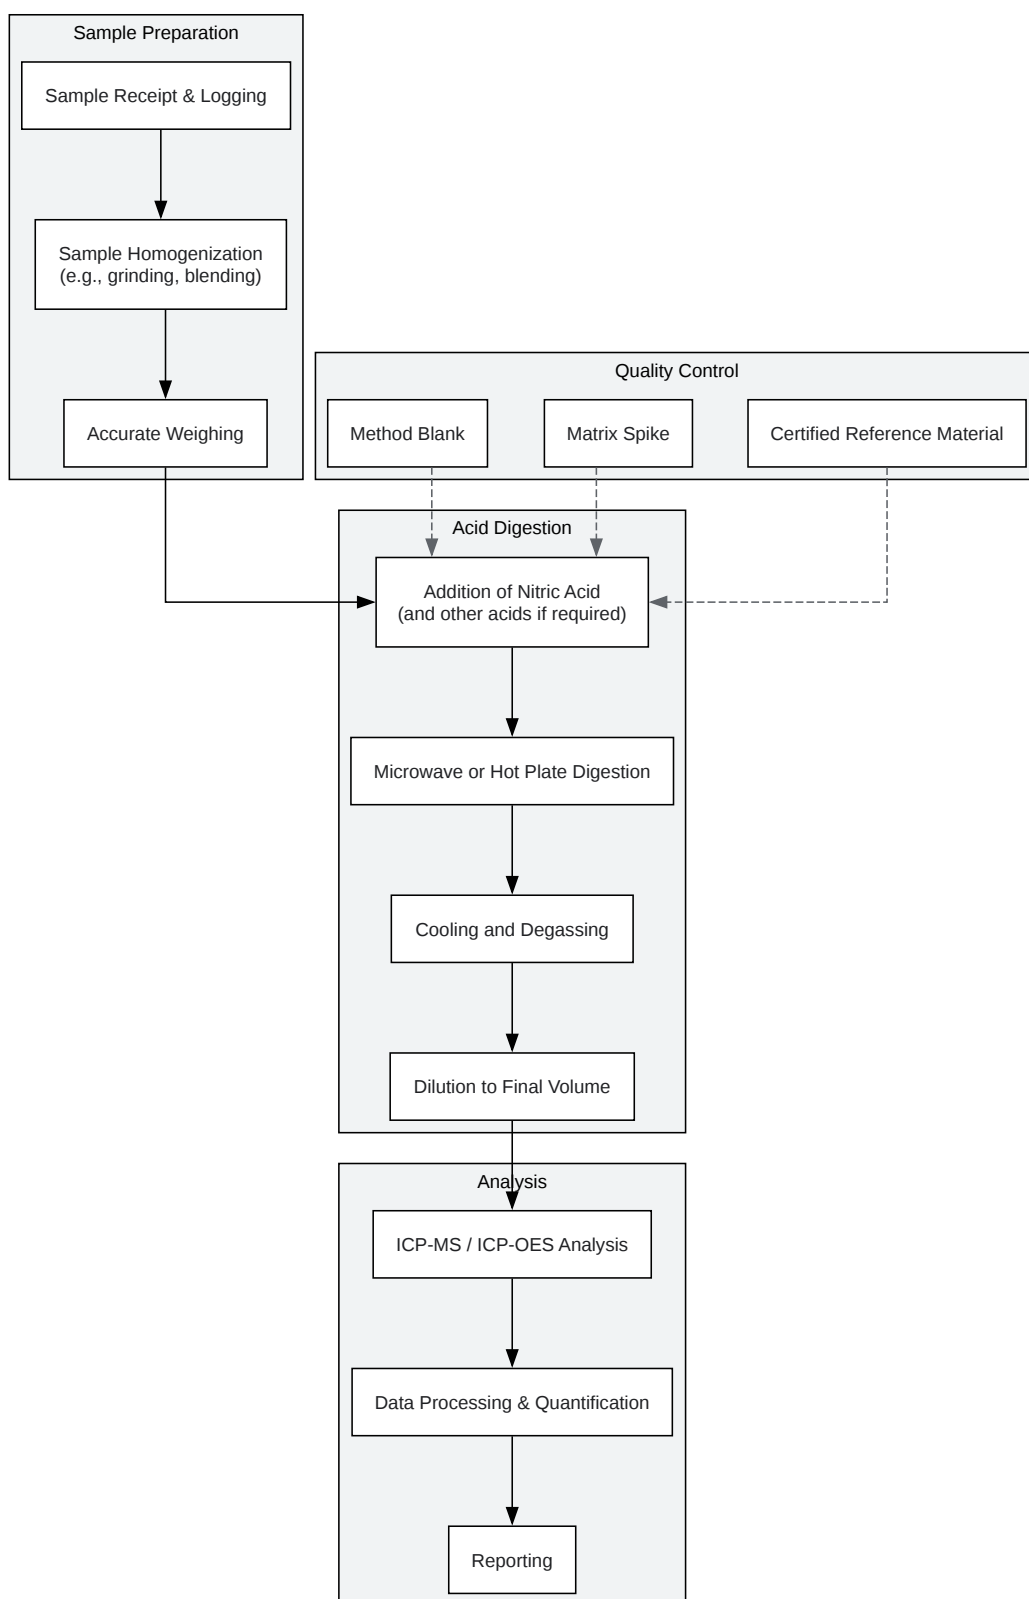 Sample Preparation
Sample Receipt & Logging
Sample Homogenization
(e.g., grinding, blending)
Accurate Weighing
Quality Control
Method Blank
Matrix Spike
Certified Reference Material
Acid Digestion
Addition of Nitric Acid
(and other acids if required)
Microwave or Hot Plate Digestion
Cooling and Degassing
Dilution to Final Volume
Analysis
ICP-MS / ICP-OES Analysis
Data Processing & Quantification
Reporting